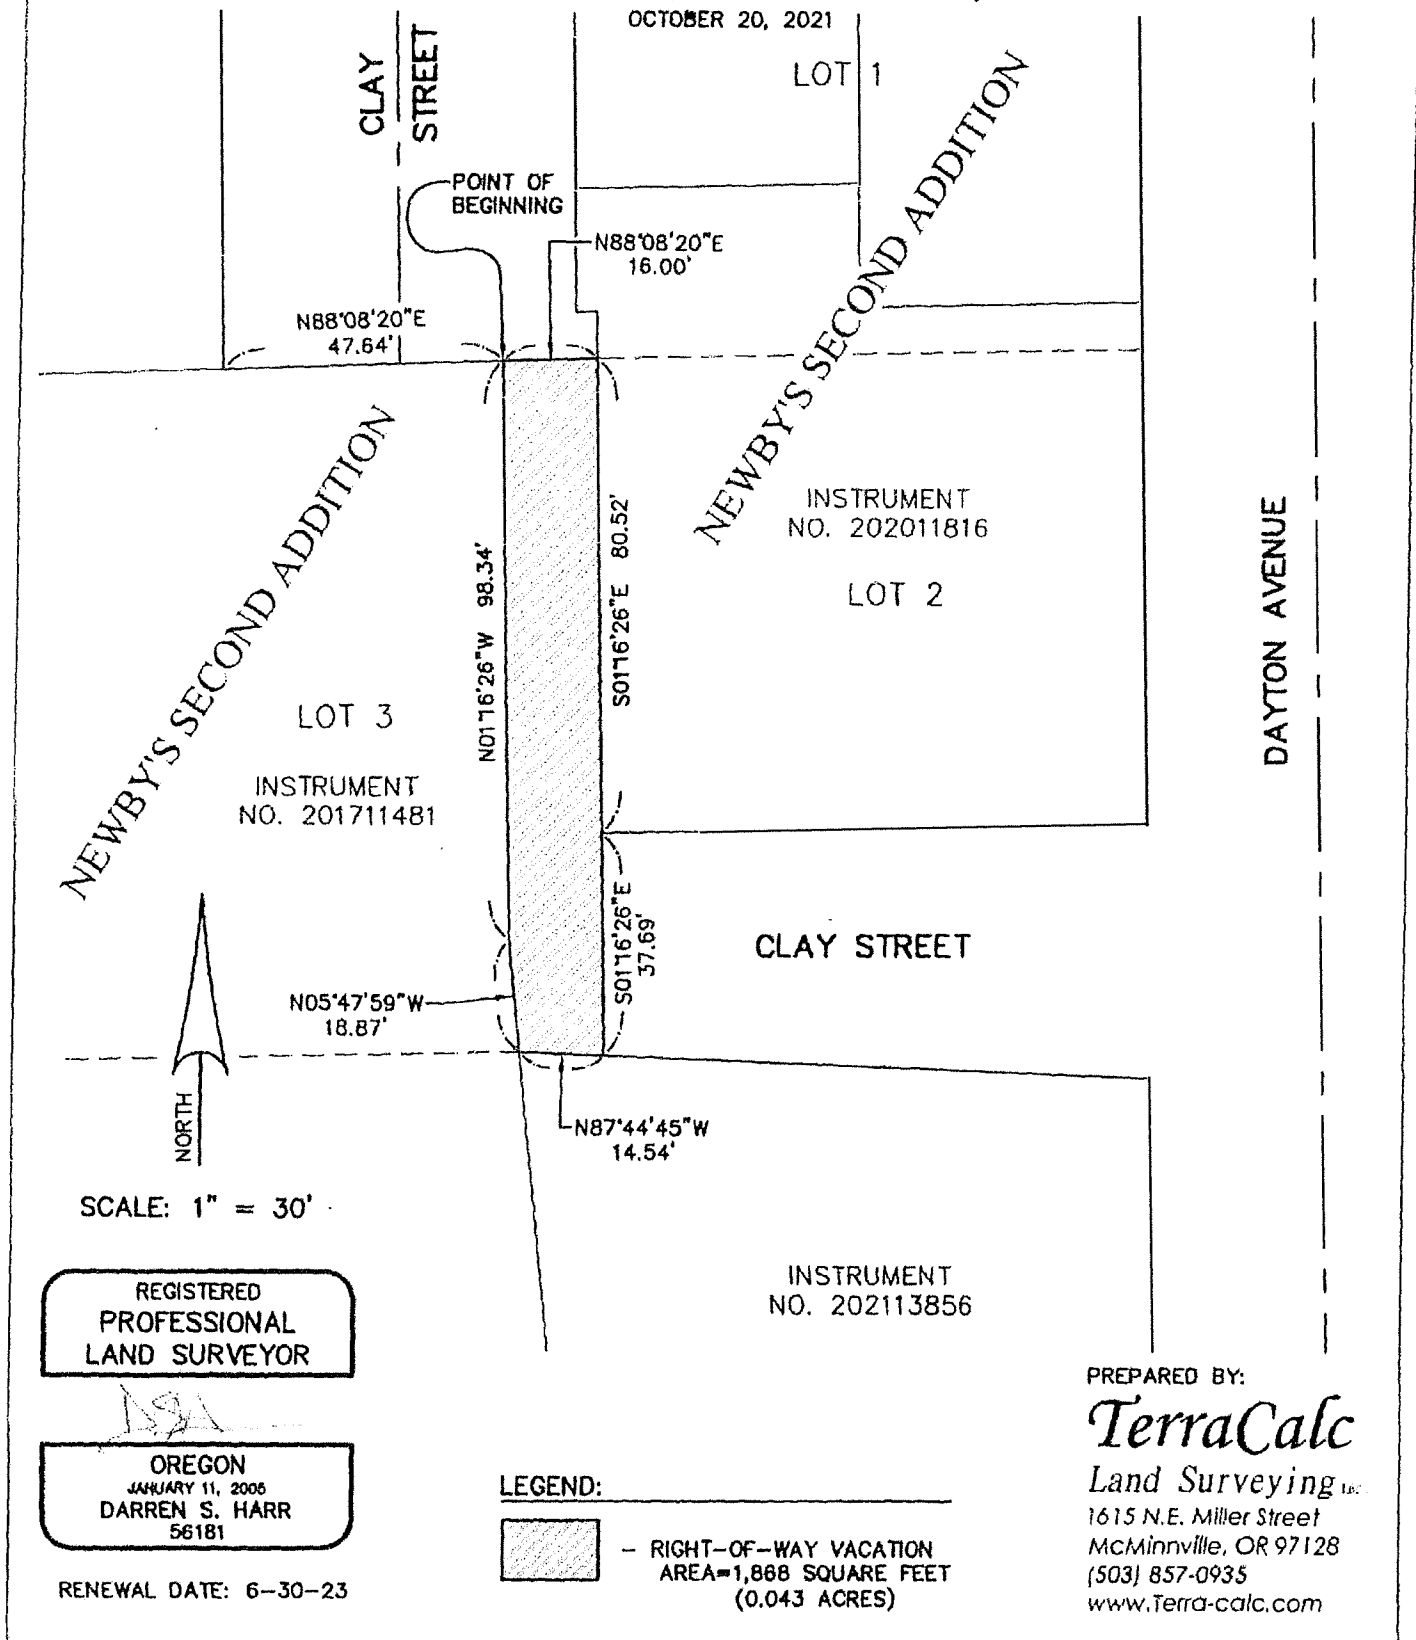 OCTOBER 20, 2021
CLAY
STREET
LOT 1
NEWBY'S SECOND ADDITION
POINT OF
BEGINNING
N88°08'20"E
16.00'
N88°08'20"E
47.64'
NEWBY'S SECOND ADDITION
INSTRUMENT
NO. 202011816
LOT 2
DAYTON AVENUE
N01°16'26"W 98.34'
S01°16'26"E 80.52'
LOT 3
INSTRUMENT
NO. 201711481
S01°16'26"E
37.69'
CLAY STREET
N05°47'59"W
18.87'
NORTH
N87°44'45"W
14.54'
SCALE: 1" = 30'
INSTRUMENT
NO. 202113856
REGISTERED
PROFESSIONAL
LAND SURVEYOR
OREGON
JANUARY 11, 2005
DARREN S. HARR
56181
RENEWAL DATE: 6-30-23
LEGEND:
- RIGHT-OF-WAY VACATION
AREA=1,868 SQUARE FEET
(0.043 ACRES)
PREPARED BY:
TerraCalc
Land Surveying
1615 N.E. Miller Street
McMinnville, OR 97128
(503) 857-0935
www.Terra-calc.com